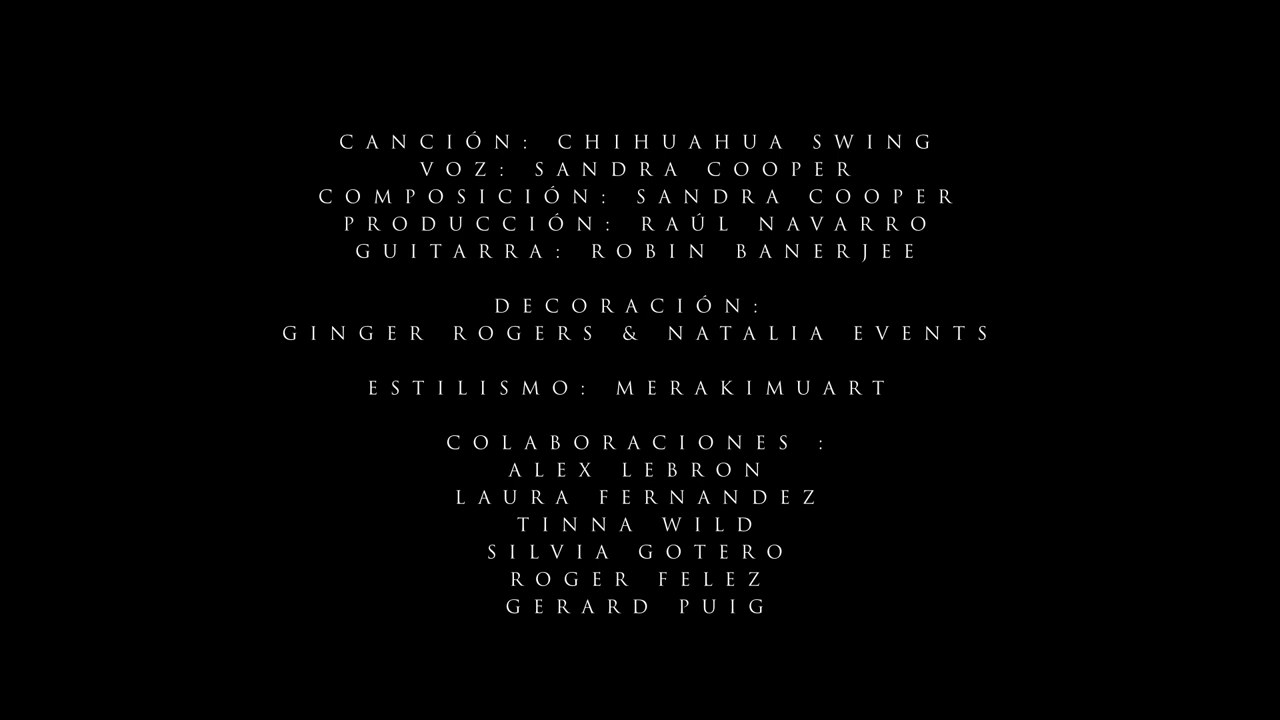 CANCIÓN: CHIHUAHUA SWING
VOZ: SANDRA COOPER
COMPOSICIÓN: SANDRA COOPER
PRODUCCIÓN: RAÚL NAVARRO
GUITARRA: ROBIN BANERJEE
DECORACIÓN:
GINGER ROGERS & NATALIA EVENTS
ESTILISMO: MERAKIMUART
COLABORACIONES :
ALEX LEBRON
LAURA FERNANDEZ
TINNA WILD
SILVIA GOTERO
ROGER FELEZ
GERARD PUIG